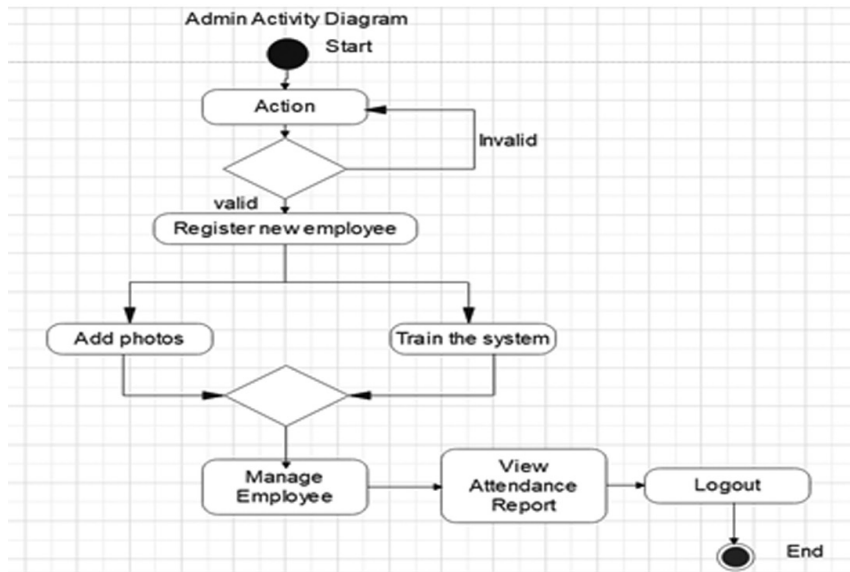 Admin Activity Diagram
Start
Action
Invalid
valid
Register new employee
Add photos
Train the system
Manage
Employee
View
Attendance
Report
Logout
End